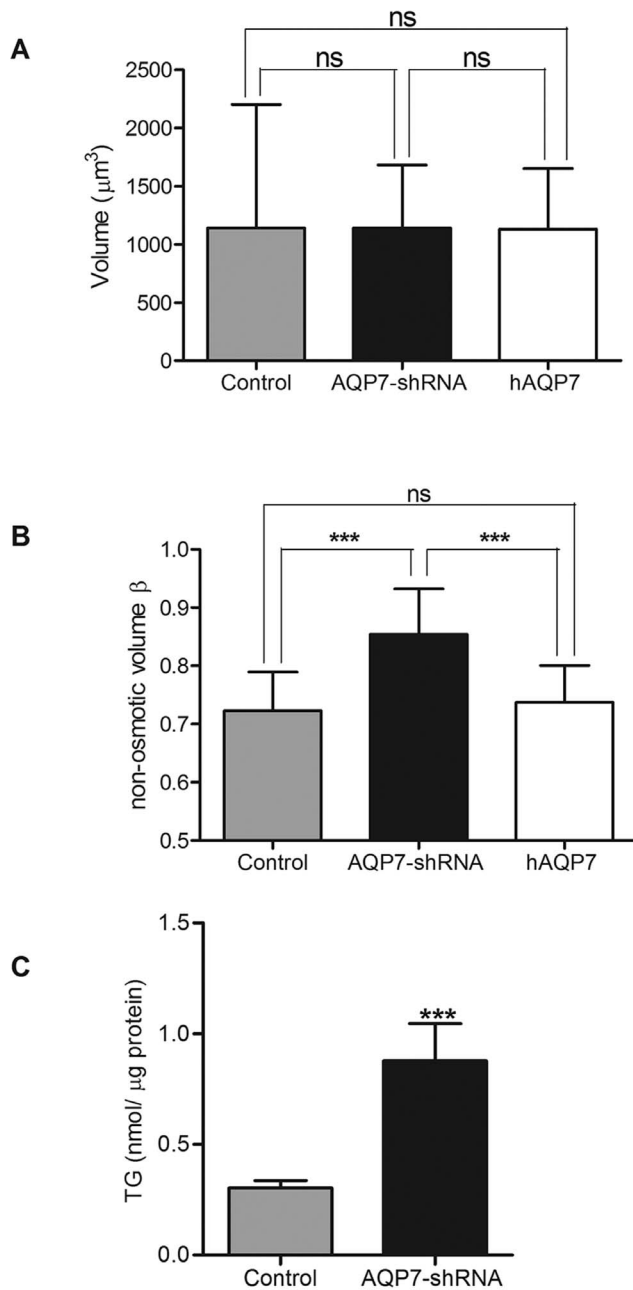 A
ns
ns
ns
2500
2000
1500
1000
500
0
Volume (μm³)
Control
AQP7-shRNA
hAQP7
B
ns
***
***
1.0
0.9
0.8
0.7
0.6
0.5
non-osmotic volume β
Control
AQP7-shRNA
hAQP7
C
1.5
1.0
0.5
0.0
TG (nmol/ μg protein)
***
Control
AQP7-shRNA